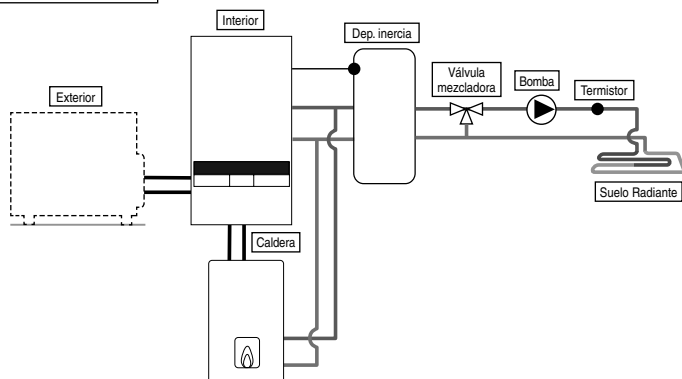 Interior
Dep. inercia
Válvula
mezcladora
Bomba
Termistor
Exterior
Suelo Radiante
Caldera